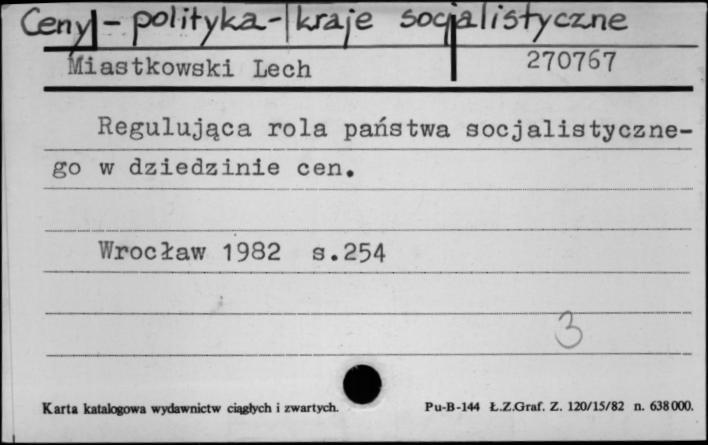 Ceny - polityka - kraje socjalistyczne
Miastkowski Lech 270767
Regulująca rola państwa socjalistyczne-
go w dziedzinie cen.
Wrocław 1982 s.254
3
Karta katalogowa wydawnictw ciągłych i zwartych. Pu-B-144 Ł.Z.Graf. Z. 120/15/82 n. 638000.